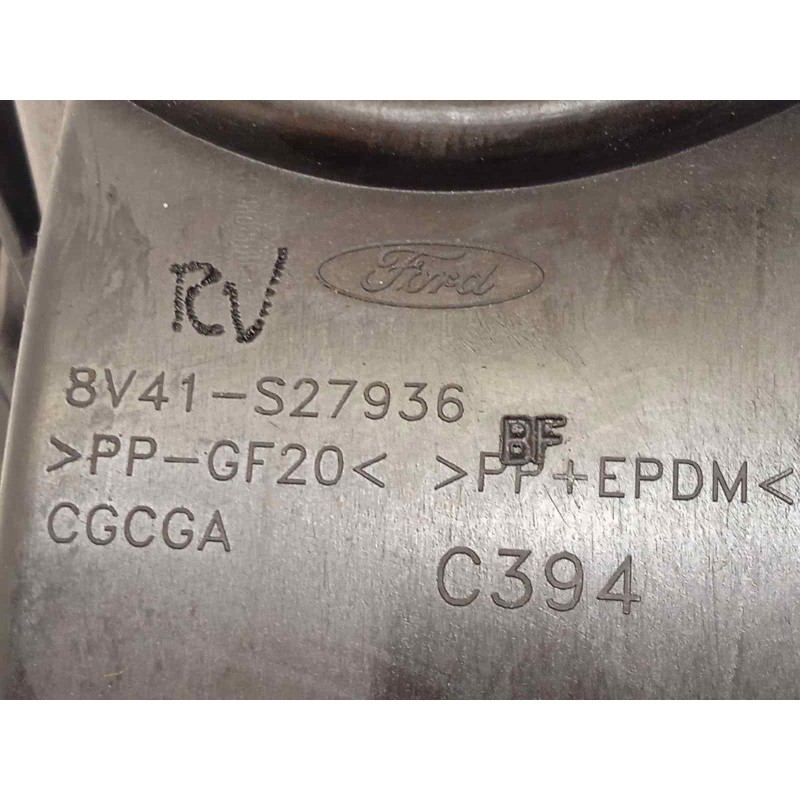 RV Ford
8V41-S27936
BF
>PP-GF20< >PP+EPDM<
CGCGA
C394